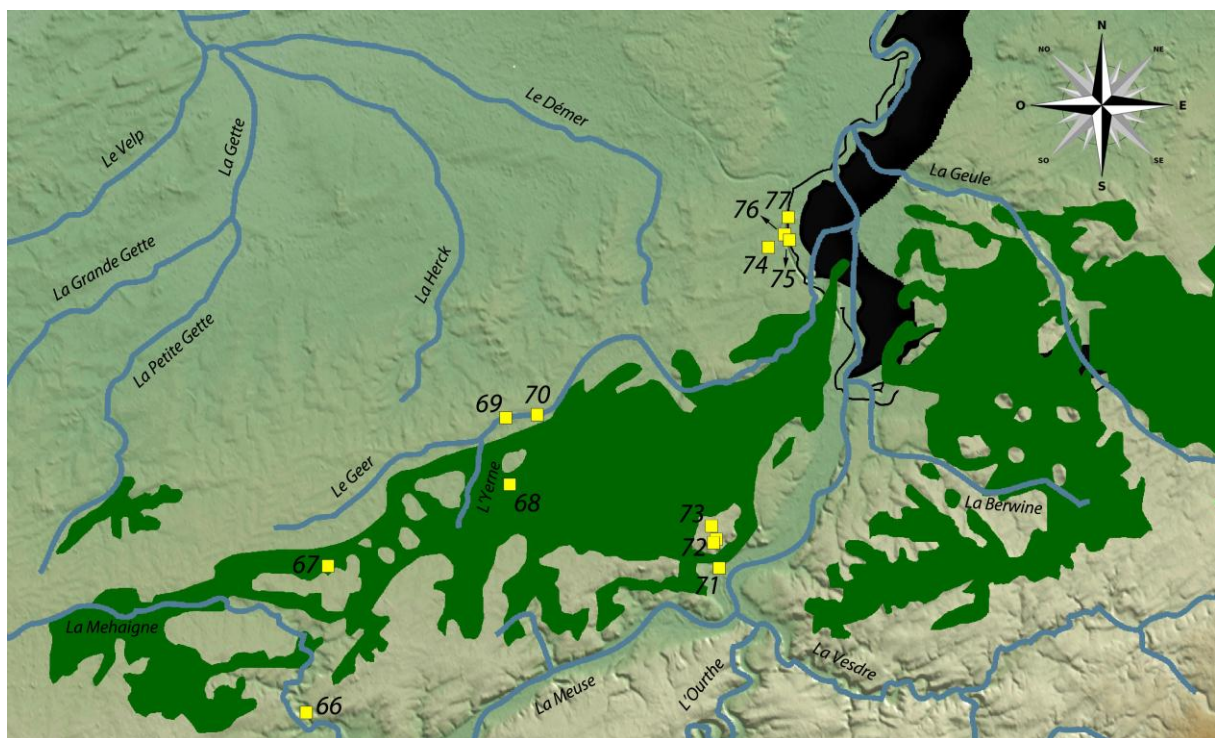 N
NO
NE
O
E
SO
SE
S
Le Démer
Le Velp
La Gette
La Geule
La Grande Gette
La Herck
La Petite Gette
77
76
74
75
69
70
Le Geer
L'Yerne
68
La Berwine
73
72
71
67
La Mehaigne
La Vesdre
La Meuse
L'Ourthe
66